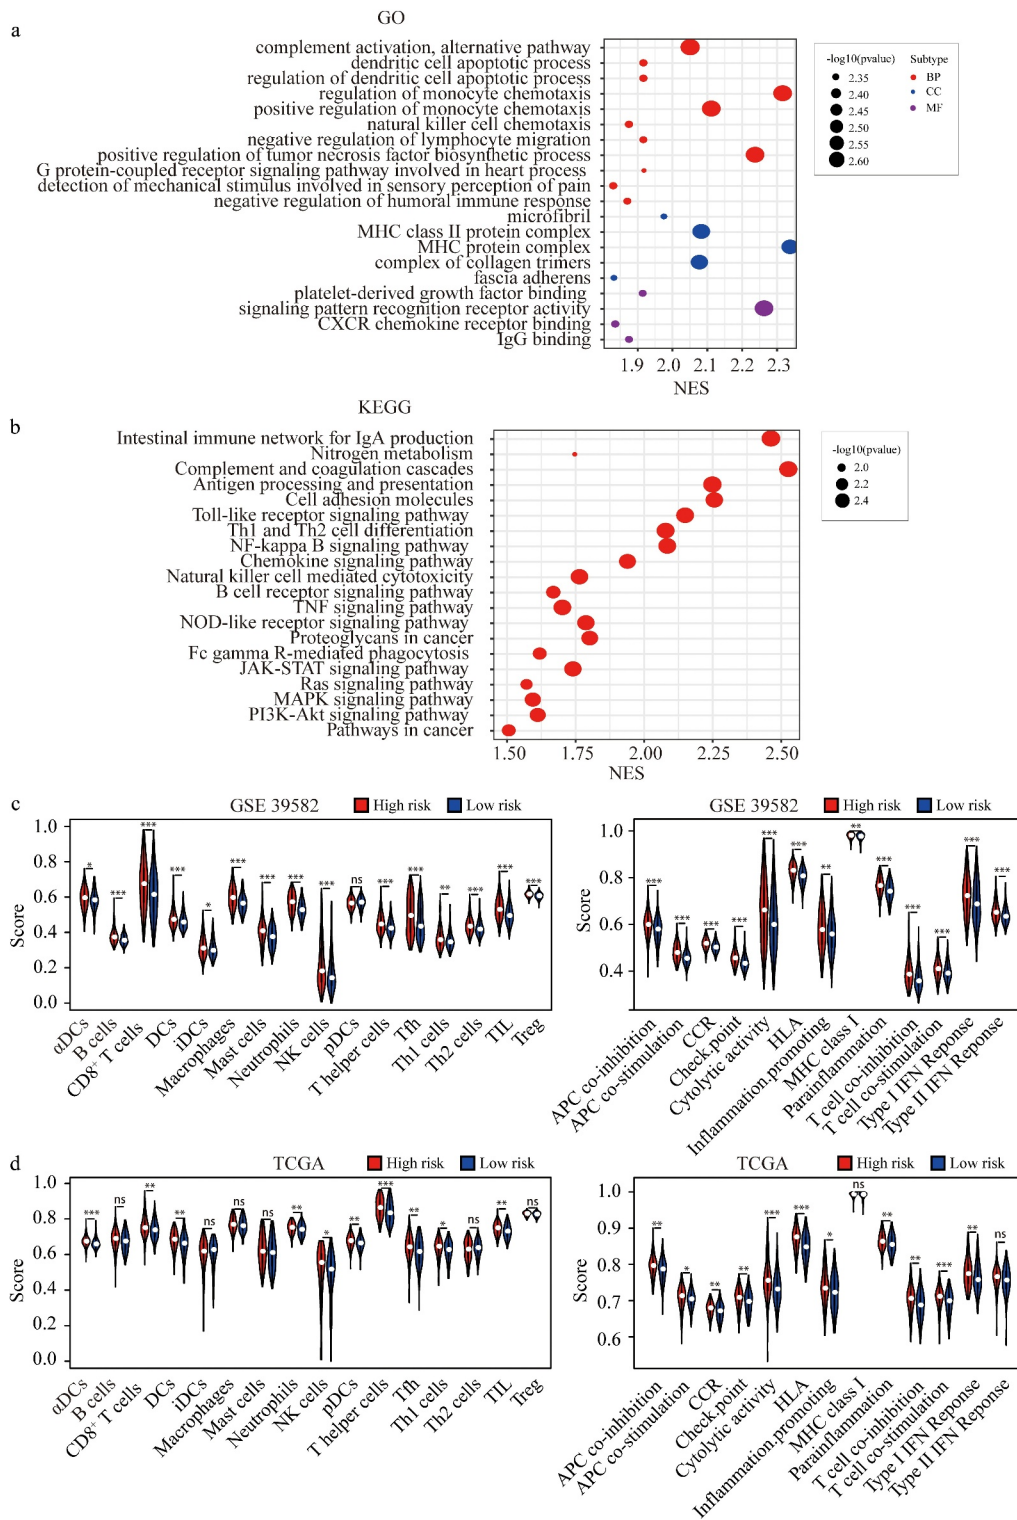 a
GO
complement activation, alternative pathway
dendritic cell apoptotic process
regulation of dendritic cell apoptotic process
regulation of monocyte chemotaxis
positive regulation of monocyte chemotaxis
natural killer cell chemotaxis
negative regulation of lymphocyte migration
positive regulation of tumor necrosis factor biosynthetic process
G protein-coupled receptor signaling pathway involved in heart process
detection of mechanical stimulus involved in sensory perception of pain
negative regulation of humoral immune response
microfibril
MHC class II protein complex
MHC protein complex
complex of collagen trimers
fascia adherens
platelet-derived growth factor binding
signaling pattern recognition receptor activity
CXCR chemokine receptor binding
IgG binding
1.9 2.0 2.1 2.2 2.3
NES
-log10(pvalue)
2.35
2.40
2.45
2.50
2.55
2.60
Subtype
BP
CC
MF
b
KEGG
Intestinal immune network for IgA production
Nitrogen metabolism
Complement and coagulation cascades
Antigen processing and presentation
Cell adhesion molecules
Toll-like receptor signaling pathway
Th1 and Th2 cell differentiation
NF-kappa B signaling pathway
Chemokine signaling pathway
Natural killer cell mediated cytotoxicity
B cell receptor signaling pathway
TNF signaling pathway
NOD-like receptor signaling pathway
Proteoglycans in cancer
Fc gamma R-mediated phagocytosis
JAK-STAT signaling pathway
Ras signaling pathway
MAPK signaling pathway
PI3K-Akt signaling pathway
Pathways in cancer
1.50 1.75 2.00 2.25 2.50
NES
-log10(pvalue)
2.0
2.2
2.4
c
GSE 39582 High risk Low risk
Score
1.0
0.8
0.6
0.4
0.2
0.0
* *** *** *** * *** *** *** *** ns *** *** ** *** *** ***
αDCs
B cells
CD8+ T cells
DCs
iDCs
Macrophages
Mast cells
Neutrophils
NK cells
pDCs
T helper cells
Tfh
Th1 cells
Th2 cells
TIL
Treg
GSE 39582 High risk Low risk
Score
1.0
0.8
0.6
0.4
*** *** *** *** *** *** ** ** *** *** *** *** ***
APC co-inhibition
APC co-stimulation
CCR
Check.point
Cytolytic activity
HLA
Inflammation.promoting
MHC class I
Parainflammation
T cell co-inhibition
T cell co-stimulation
Type I IFN Reponse
Type II IFN Reponse
d
TCGA High risk Low risk
Score
1.0
0.8
0.6
0.4
0.2
0.0
*** ns ** ** ns ns ns ** * ** *** ** * ns ** ns
αDCs
B cells
CD8+ T cells
DCs
iDCs
Macrophages
Mast cells
Neutrophils
NK cells
pDCs
T helper cells
Tfh
Th1 cells
Th2 cells
TIL
Treg
TCGA High risk Low risk
Score
1.0
0.9
0.8
0.7
0.6
** * ** ** *** *** * ns ** ** *** ** ns
APC co-inhibition
APC co-stimulation
CCR
Check.point
Cytolytic activity
HLA
Inflammation.promoting
MHC class I
Parainflammation
T cell co-inhibition
T cell co-stimulation
Type I IFN Reponse
Type II IFN Reponse